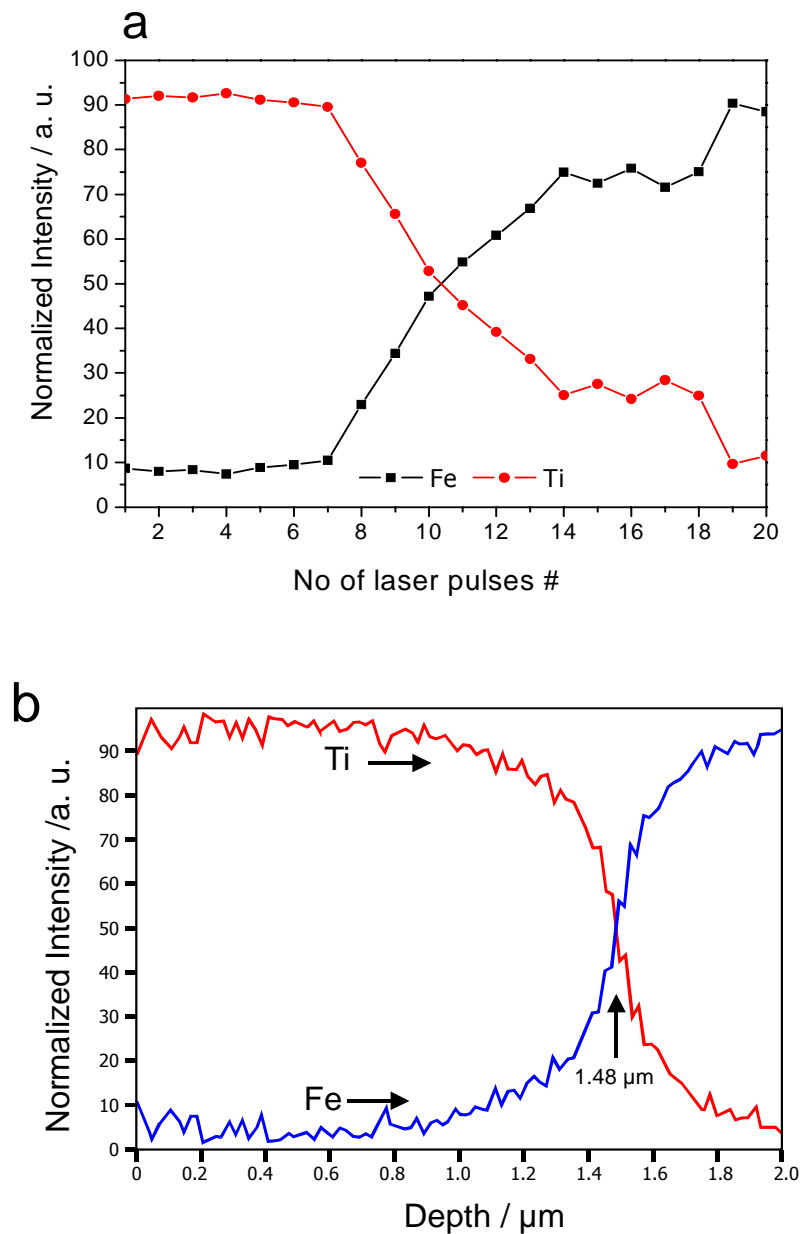 a
100
90
80
70
60
50
40
30
20
10
0
Normalized Intensity / a. u.
Fe Ti
2 4 6 8 10 12 14 16 18 20
No of laser pulses #
b
90
80
70
60
50
40
30
20
10
0
Normalized Intensity /a. u.
Ti
Fe
1.48 µm
0 0.2 0.4 0.6 0.8 1.0 1.2 1.4 1.6 1.8 2.0
Depth / µm